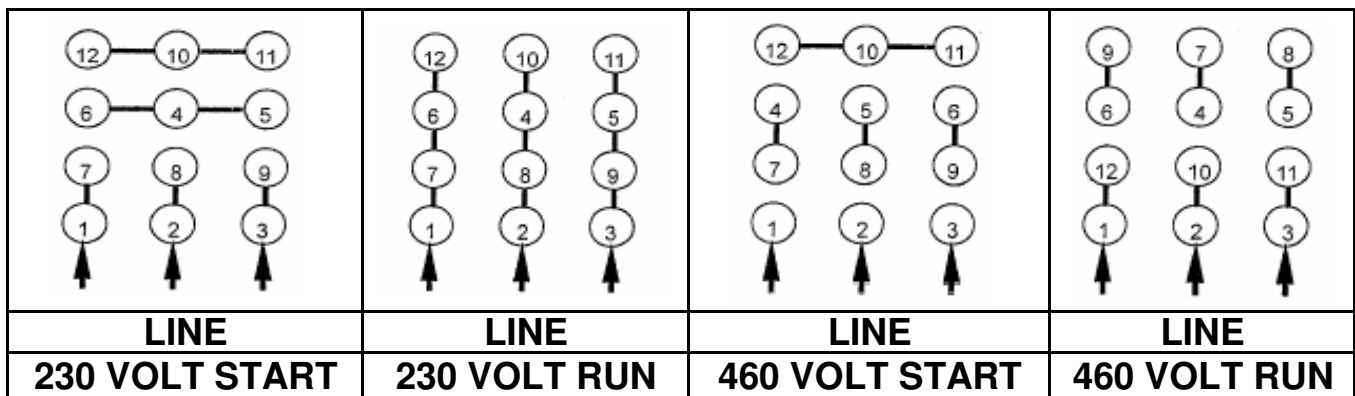 12 10 11 12 10 11 12 10 11 9 7 8
6 4 5 6 4 5 4 5 6 6 4 5
7 8 9 7 8 9 7 8 9 12 10 11
1 2 3 1 2 3 1 2 3 1 2 3
LINE LINE LINE LINE
230 VOLT START 230 VOLT RUN 460 VOLT START 460 VOLT RUN